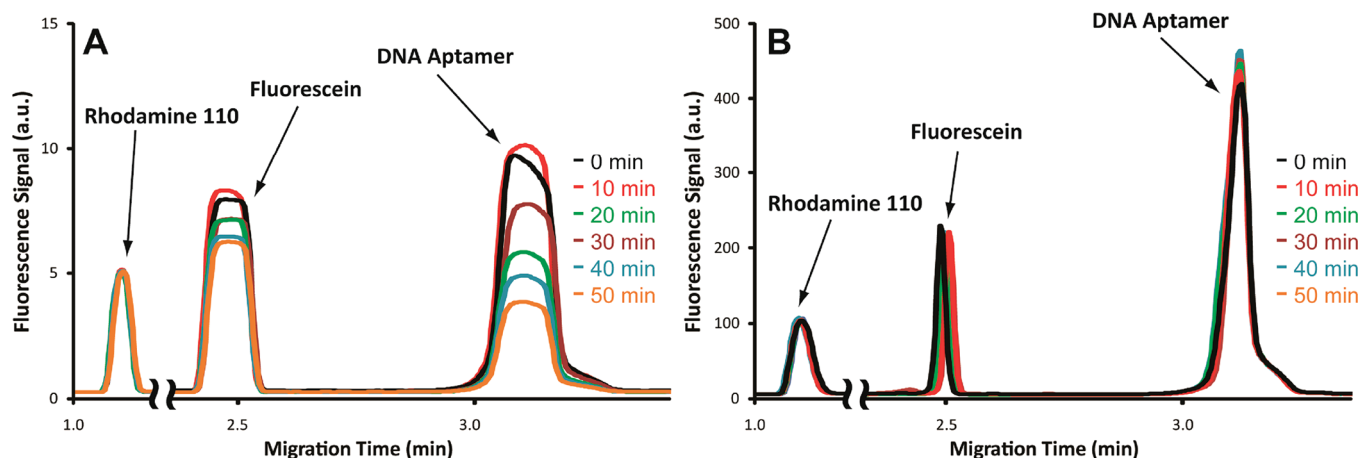 A
Fluorescence Signal (a.u.)
15
10
5
0
Rhodamine 110
Fluorescein
DNA Aptamer
0 min
10 min
20 min
30 min
40 min
50 min
1.0
2.5
3.0
Migration Time (min)
B
Fluorescence Signal (a.u.)
500
400
300
200
100
0
Rhodamine 110
Fluorescein
DNA Aptamer
0 min
10 min
20 min
30 min
40 min
50 min
1.0
2.5
3.0
Migration Time (min)